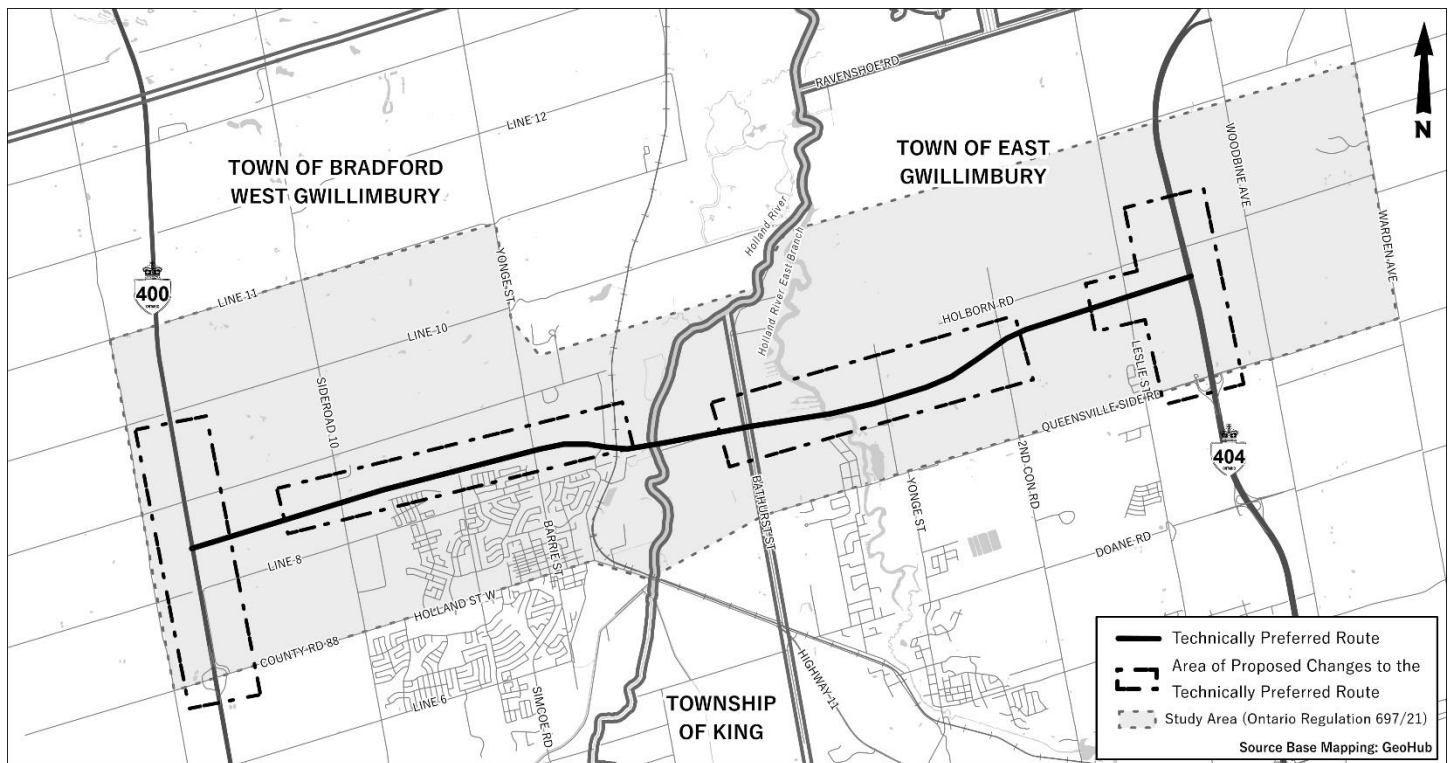 RAVENSHOE RD
LINE 12
TOWN OF BRADFORD
WEST GWILLIMBURY
TOWN OF EAST
GWILLIMBURY
N
WOODBINE AVE
WARDEN AVE
Holland River
Holland River East Branch
YONGE ST
400
ONTARIO
LINE 11
LINE 10
HOLBORN RD
SIDEROAD 10
LESLIE ST
QUEENSVILLE SIDE RD
404
ONTARIO
2ND CON RD
BATHURST ST
YONGE ST
BARRIE ST
LINE 8
HOLLAND ST W
DOANE RD
COUNTY RD 88
LINE 6
SIMCOE RD
HIGHWAY 11
TOWNSHIP
OF KING
Technically Preferred Route
Area of Proposed Changes to the
Technically Preferred Route
Study Area (Ontario Regulation 697/21)
Source Base Mapping: GeoHub